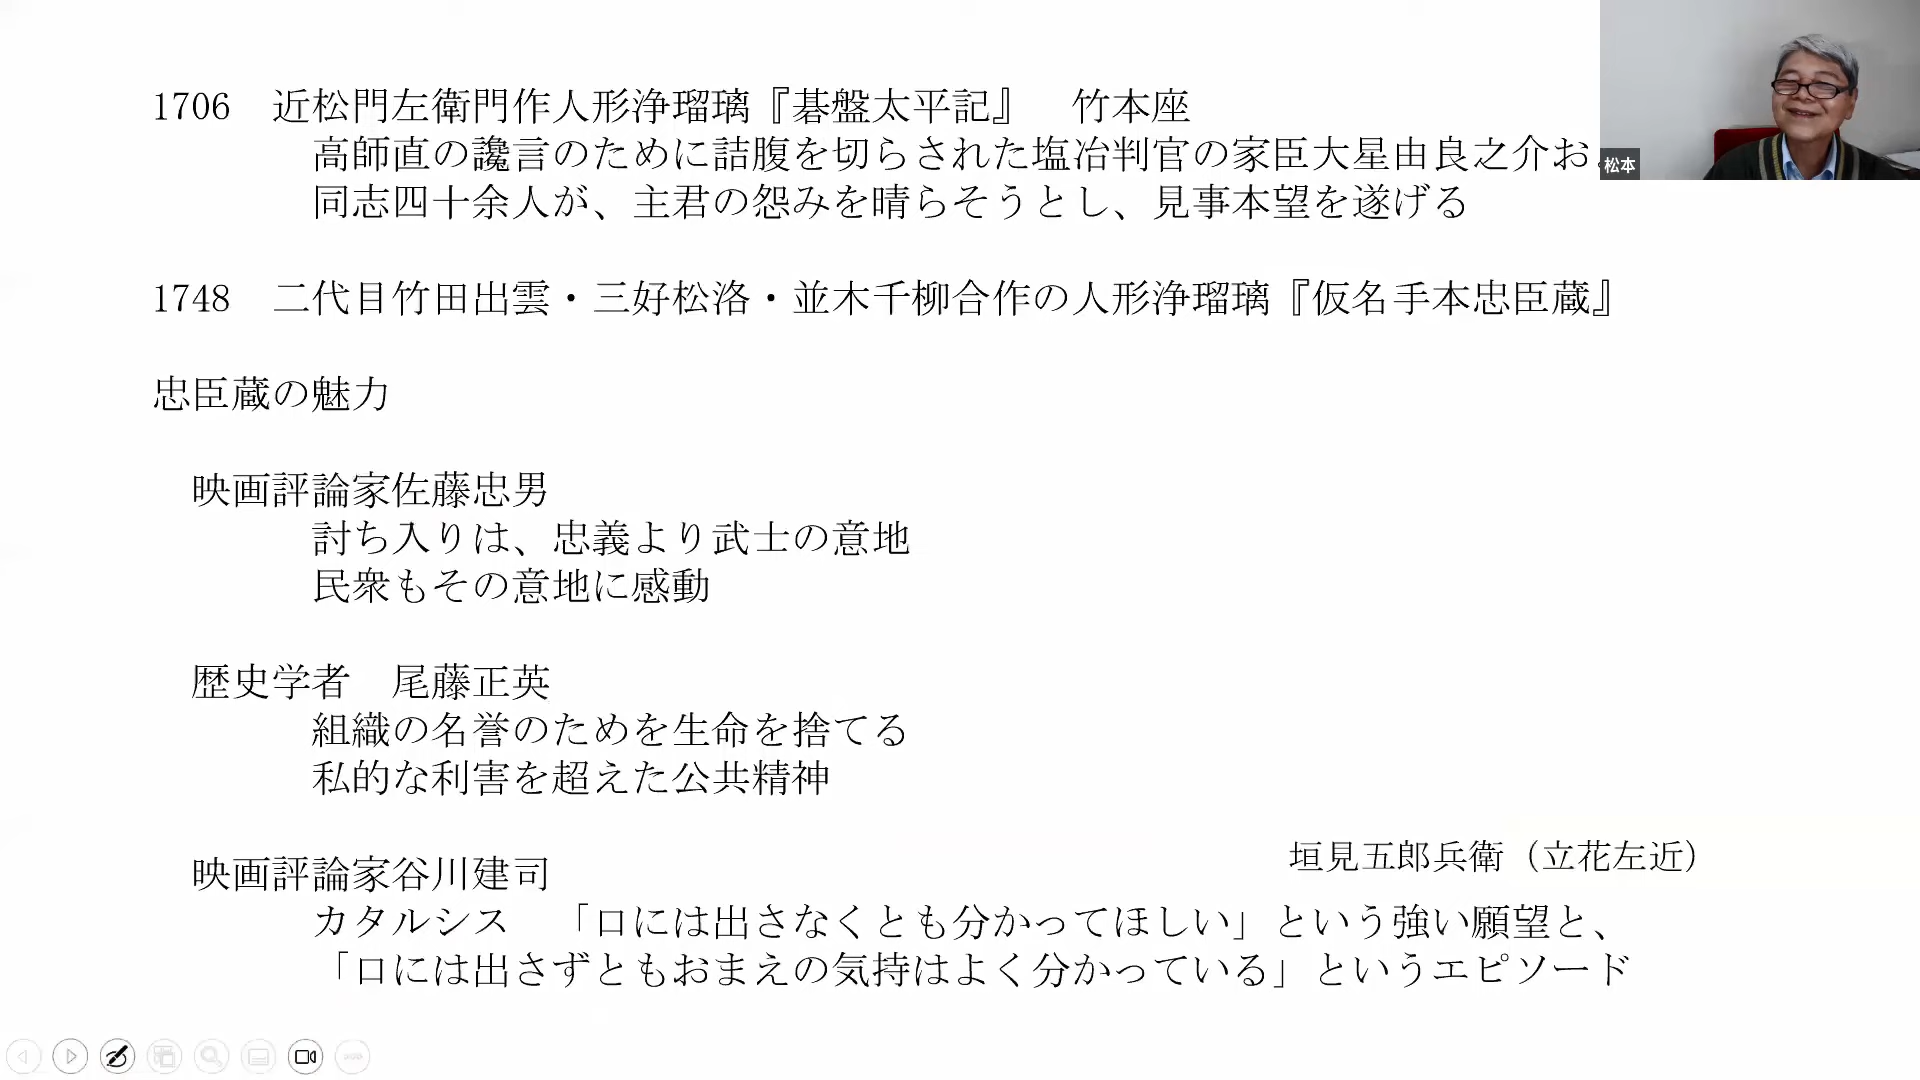 1706　近松門左衛門作人形浄瑠璃『碁盤太平記』　竹本座
高師直の讒言のために詰腹を切らされた塩冶判官の家臣大星由良之介お
同志四十余人が、主君の怨みを晴らそうとし、見事本望を遂げる
松本
1748　二代目竹田出雲・三好松洛・並木千柳合作の人形浄瑠璃『仮名手本忠臣蔵』
忠臣蔵の魅力
映画評論家佐藤忠男
討ち入りは、忠義より武士の意地
民衆もその意地に感動
歴史学者　尾藤正英
組織の名誉のためを生命を捨てる
私的な利害を超えた公共精神
垣見五郎兵衛（立花左近）
映画評論家谷川建司
カタルシス　「口には出さなくとも分かってほしい」という強い願望と、
「口には出さずともおまえの気持はよく分かっている」というエピソード